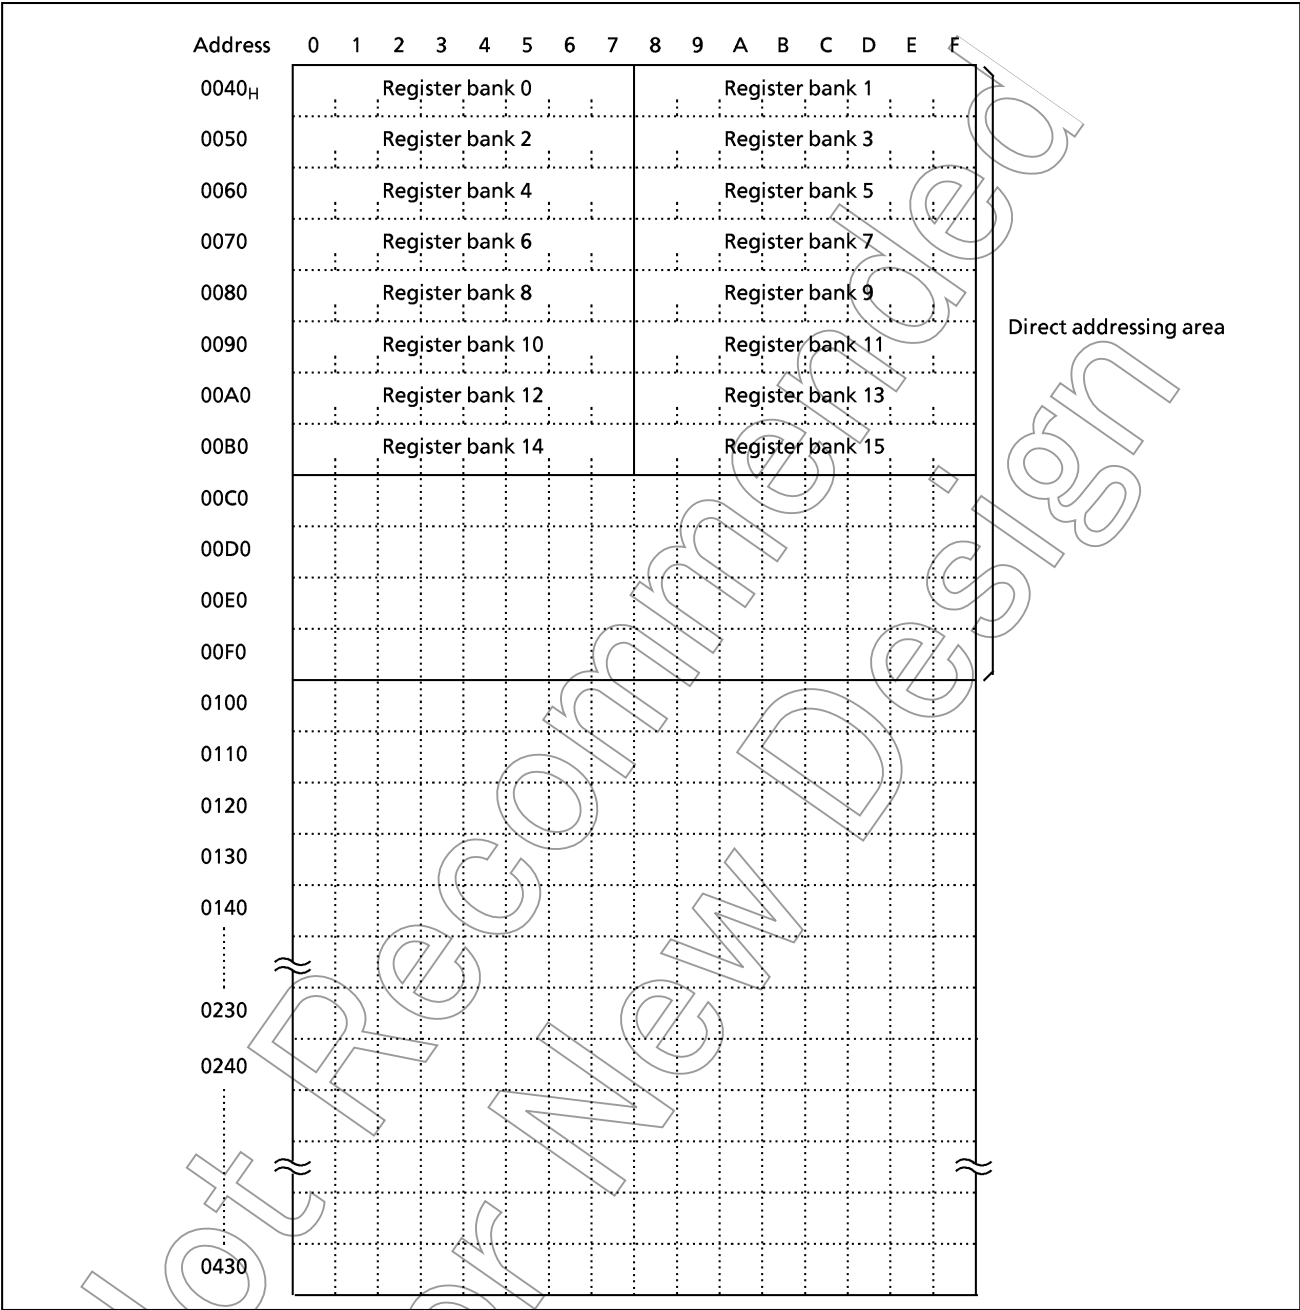 Address 0 1 2 3 4 5 6 7 8 9 A B C D E F
0040H Register bank 0 Register bank 1
0050 Register bank 2 Register bank 3
0060 Register bank 4 Register bank 5
0070 Register bank 6 Register bank 7
0080 Register bank 8 Register bank 9
Direct addressing area
0090 Register bank 10 Register bank 11
00A0 Register bank 12 Register bank 13
00B0 Register bank 14 Register bank 15
00C0
00D0
00E0
00F0
0100
0110
0120
0130
0140
0230
0240
0430
Not Recommended
for New Design